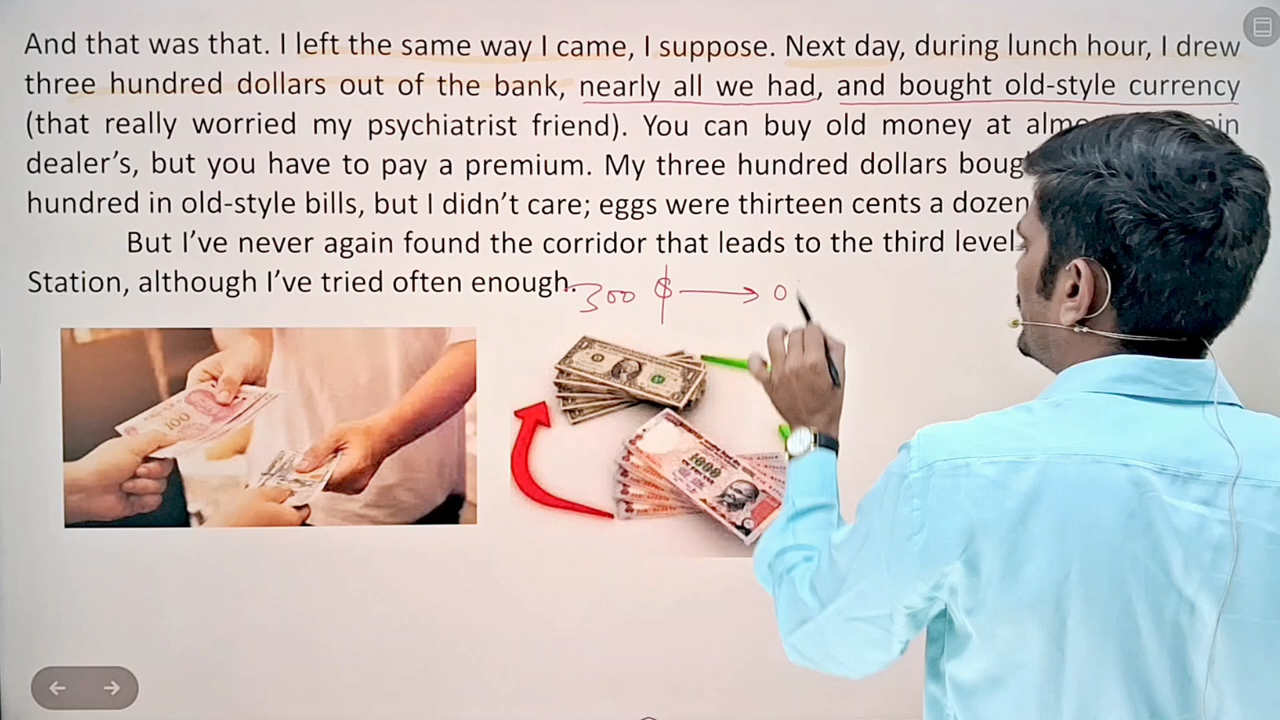 And that was that. I left the same way I came, I suppose. Next day, during lunch hour, I drew
three hundred dollars out of the bank, nearly all we had, and bought old-style currency
(that really worried my psychiatrist friend). You can buy old money at
dealer’s, but you have to pay a premium. My three hundred dollars
hundred in old-style bills, but I didn’t care; eggs were thirteen cents a dozen
But I’ve never again found the corridor that leads to the third level
Station, although I’ve tried often enough.
300 $ → 0
100
1000